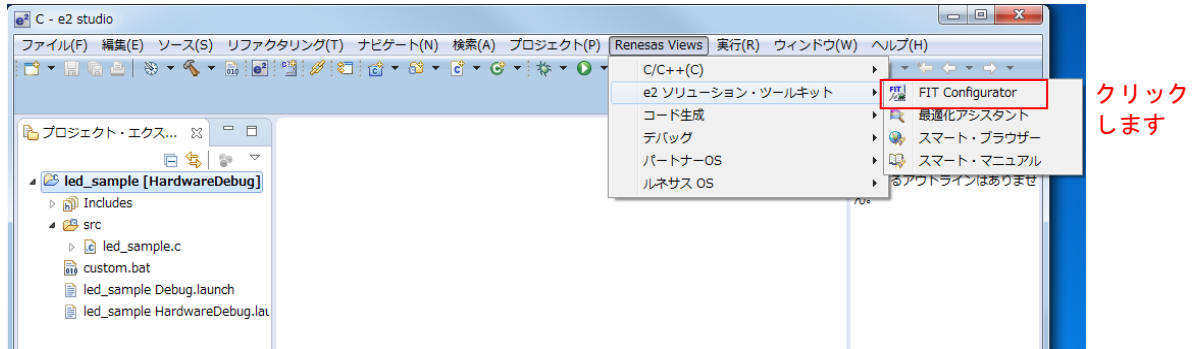 C - e2 studio
ファイル(F) 編集(E) ソース(S) リファクタリング(T) ナビゲート(N) 検索(A) プロジェクト(P) Renesas Views 実行(R) ウィンドウ(W) ヘルプ(H)
C/C++(C)
e2 ソリューション・ツールキット
コード生成
デバッグ
パートナーOS
ルネサス OS
FIT Configurator
最適化アシスタント
スマート・ブラウザー
スマート・マニュアル
クリック
します
プロジェクト・エクス...
led_sample [HardwareDebug]
Includes
src
led_sample.c
custom.bat
led_sample Debug.launch
led_sample HardwareDebug.lau
るアウトラインはありませ
ん。